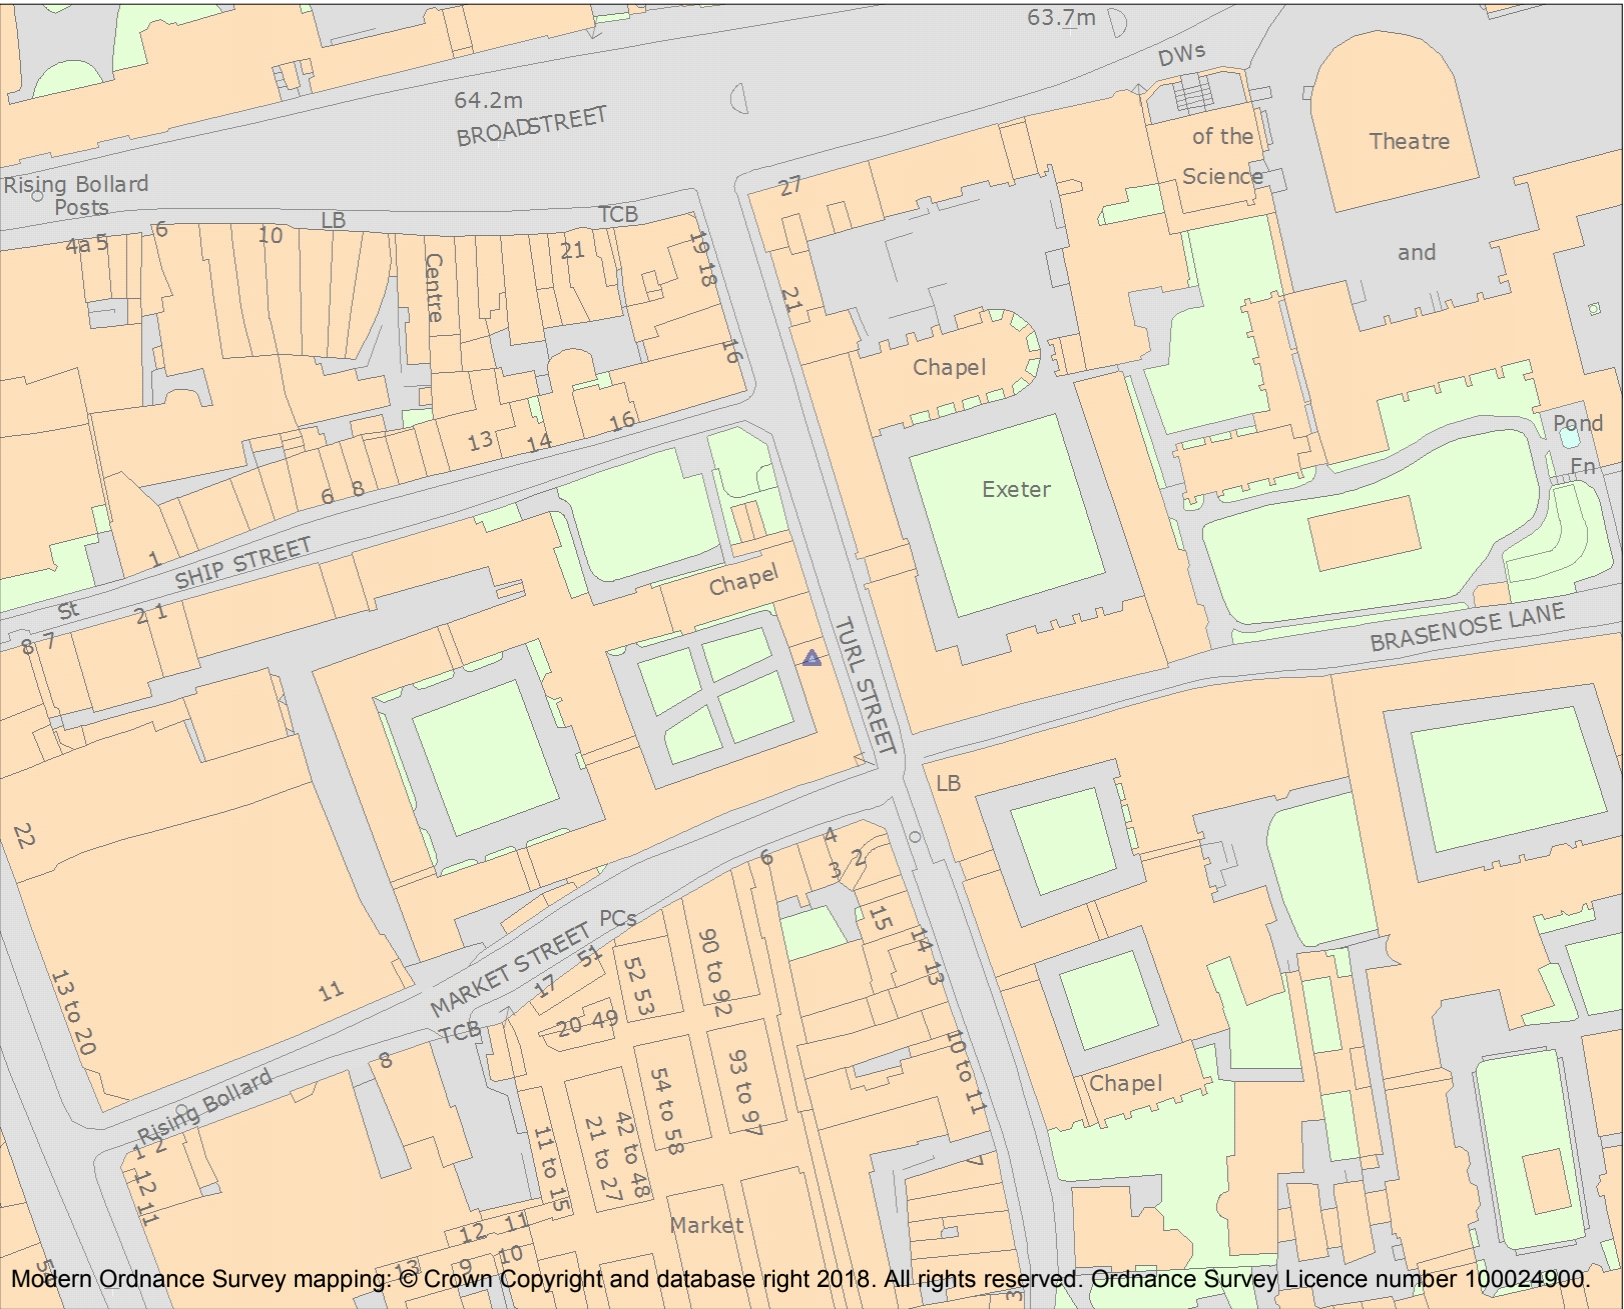 63.7m
DWs
64.2m
BROAD STREET
of the
Science
Theatre
Rising Bollard
Posts
27
LB
TCB
4a 5
6
10
21
19 18
Centre
and
21
16
Chapel
13
14
16
Pond
Fn
6
8
Exeter
1
SHIP STREET
Chapel
St
2 1
8 7
TURL STREET
BRASENOSE LANE
LB
22
4
3
2
6
PCs
15
14
13
90 to 92
51
17
52 53
MARKET STREET
11
13 to 20
20 49
TCB
8
93 to 97
54 to 58
10 to 11
Chapel
Rising Bollard
1 2
12 11
11 to 15
21 to 27
42 to 48
7
Market
12 11
10
9
13
3
Modern Ordnance Survey mapping: © Crown Copyright and database right 2018. All rights reserved. Ordnance Survey Licence number 100024900.